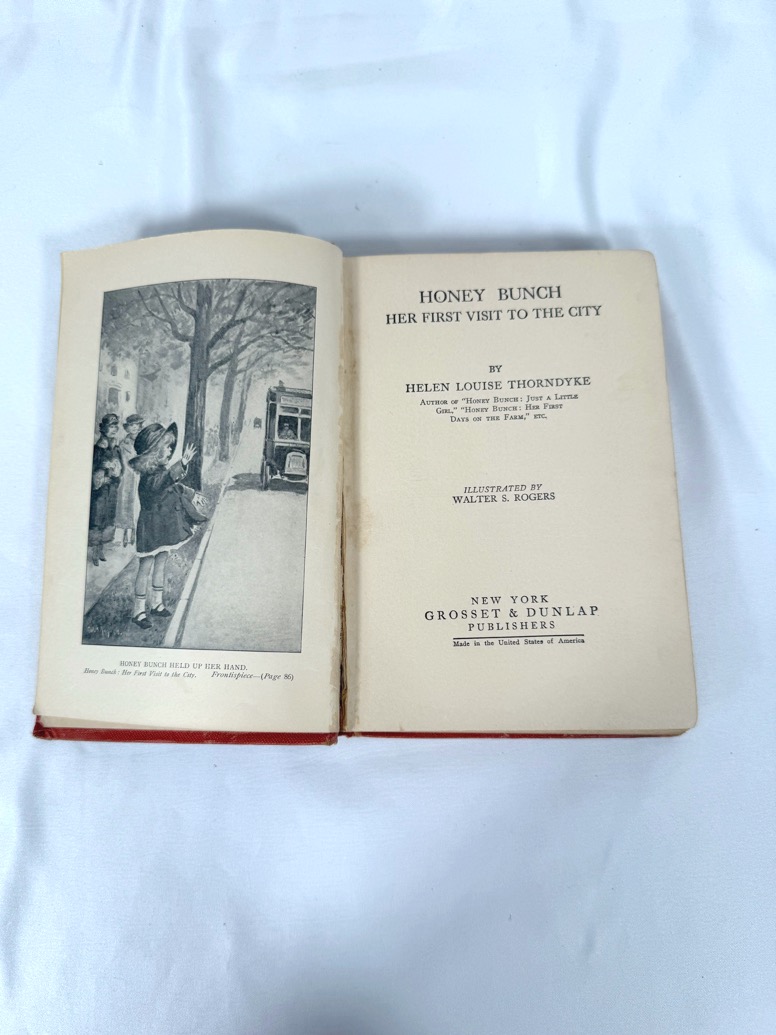 HONEY BUNCH HELD UP HER HAND.
Honey Bunch: Her First Visit to the City. Frontispiece—(Page 86)
HONEY BUNCH
HER FIRST VISIT TO THE CITY
BY
HELEN LOUISE THORNDYKE
AUTHOR OF "HONEY BUNCH: JUST A LITTLE
GIRL," "HONEY BUNCH: HER FIRST
DAYS ON THE FARM," ETC.
ILLUSTRATED BY
WALTER S. ROGERS
NEW YORK
GROSSET & DUNLAP
PUBLISHERS
Made in the United States of America